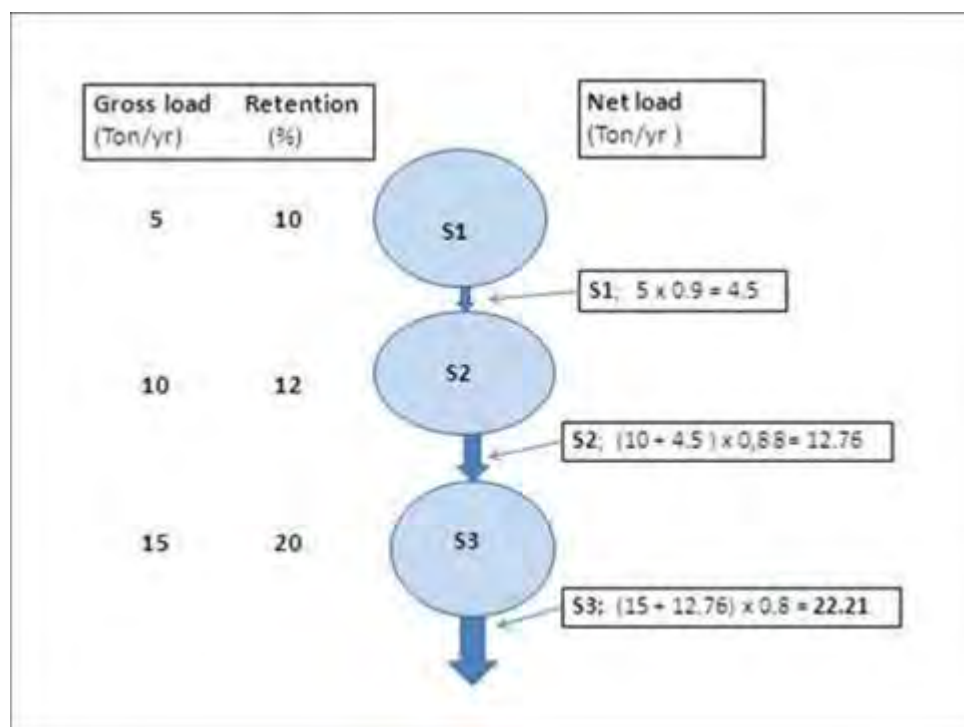 Gross load Retention
(Ton/yr) (%)
Net load
(Ton/yr )
5 10
S1
S1; 5 x 0.9 = 4.5
10 12
S2
S2; (10 + 4.5 ) x 0,88 = 12.76
15 20
S3
S3; (15 + 12.76) x 0.8 = 22.21